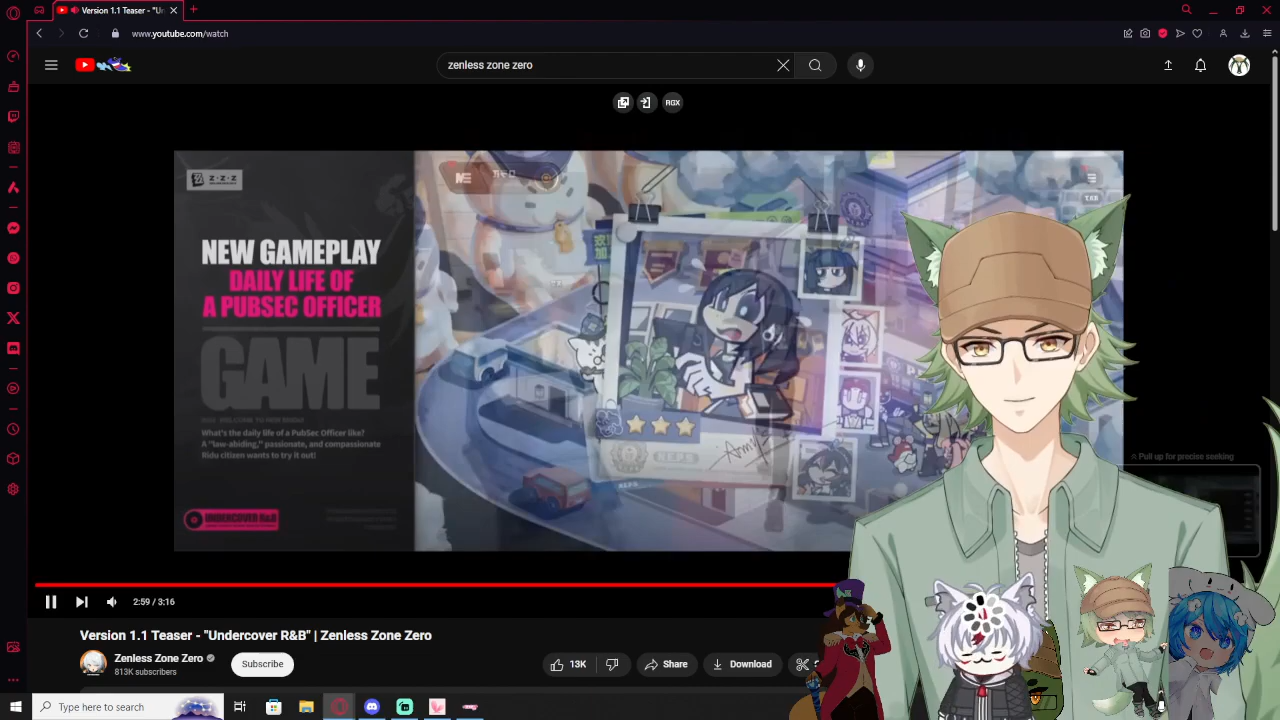 Version 1.1 Teaser - "Un
www.youtube.com/watch
zenless zone zero
RGX
Z·Z·Z
TAB
NEW GAMEPLAY
DAILY LIFE OF
A PUBSEC OFFICER
GAME
What's the daily life of a PubSec Officer like?
A "law-abiding," passionate, and compassionate
Ridu citizen wants to try it out!
UNDERCOVER R&B
N.E.P.S
Pull up for precise seeking
2:59 / 3:16
Version 1.1 Teaser - "Undercover R&B" | Zenless Zone Zero
Zenless Zone Zero
813K subscribers
Subscribe
13K
Share
Download
Type here to search